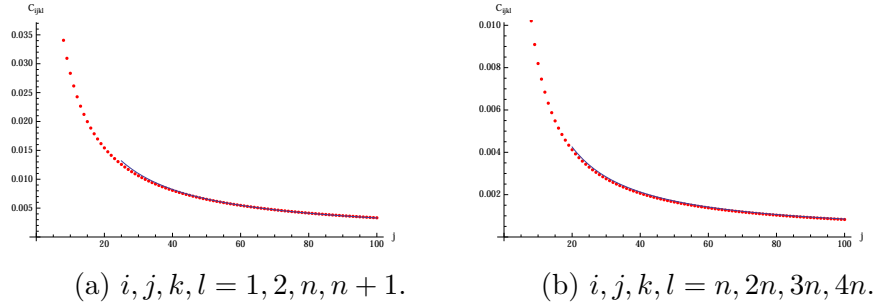 C_{ijkl}
0.035
0.030
0.025
0.020
0.015
0.010
0.005
20 40 60 80 100 j
(a) i, j, k, l = 1, 2, n, n + 1.
C_{ijkl}
0.010
0.008
0.006
0.004
0.002
20 40 60 80 100 j
(b) i, j, k, l = n, 2n, 3n, 4n.